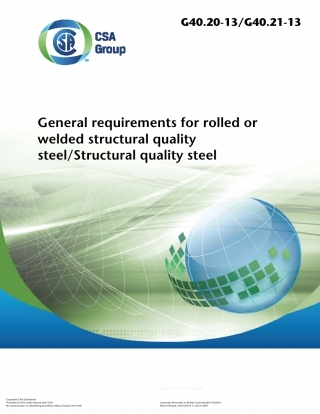 G40.20-13/G40.21-13
CSA
Group
General requirements for rolled or
welded structural quality
steel/Structural quality steel